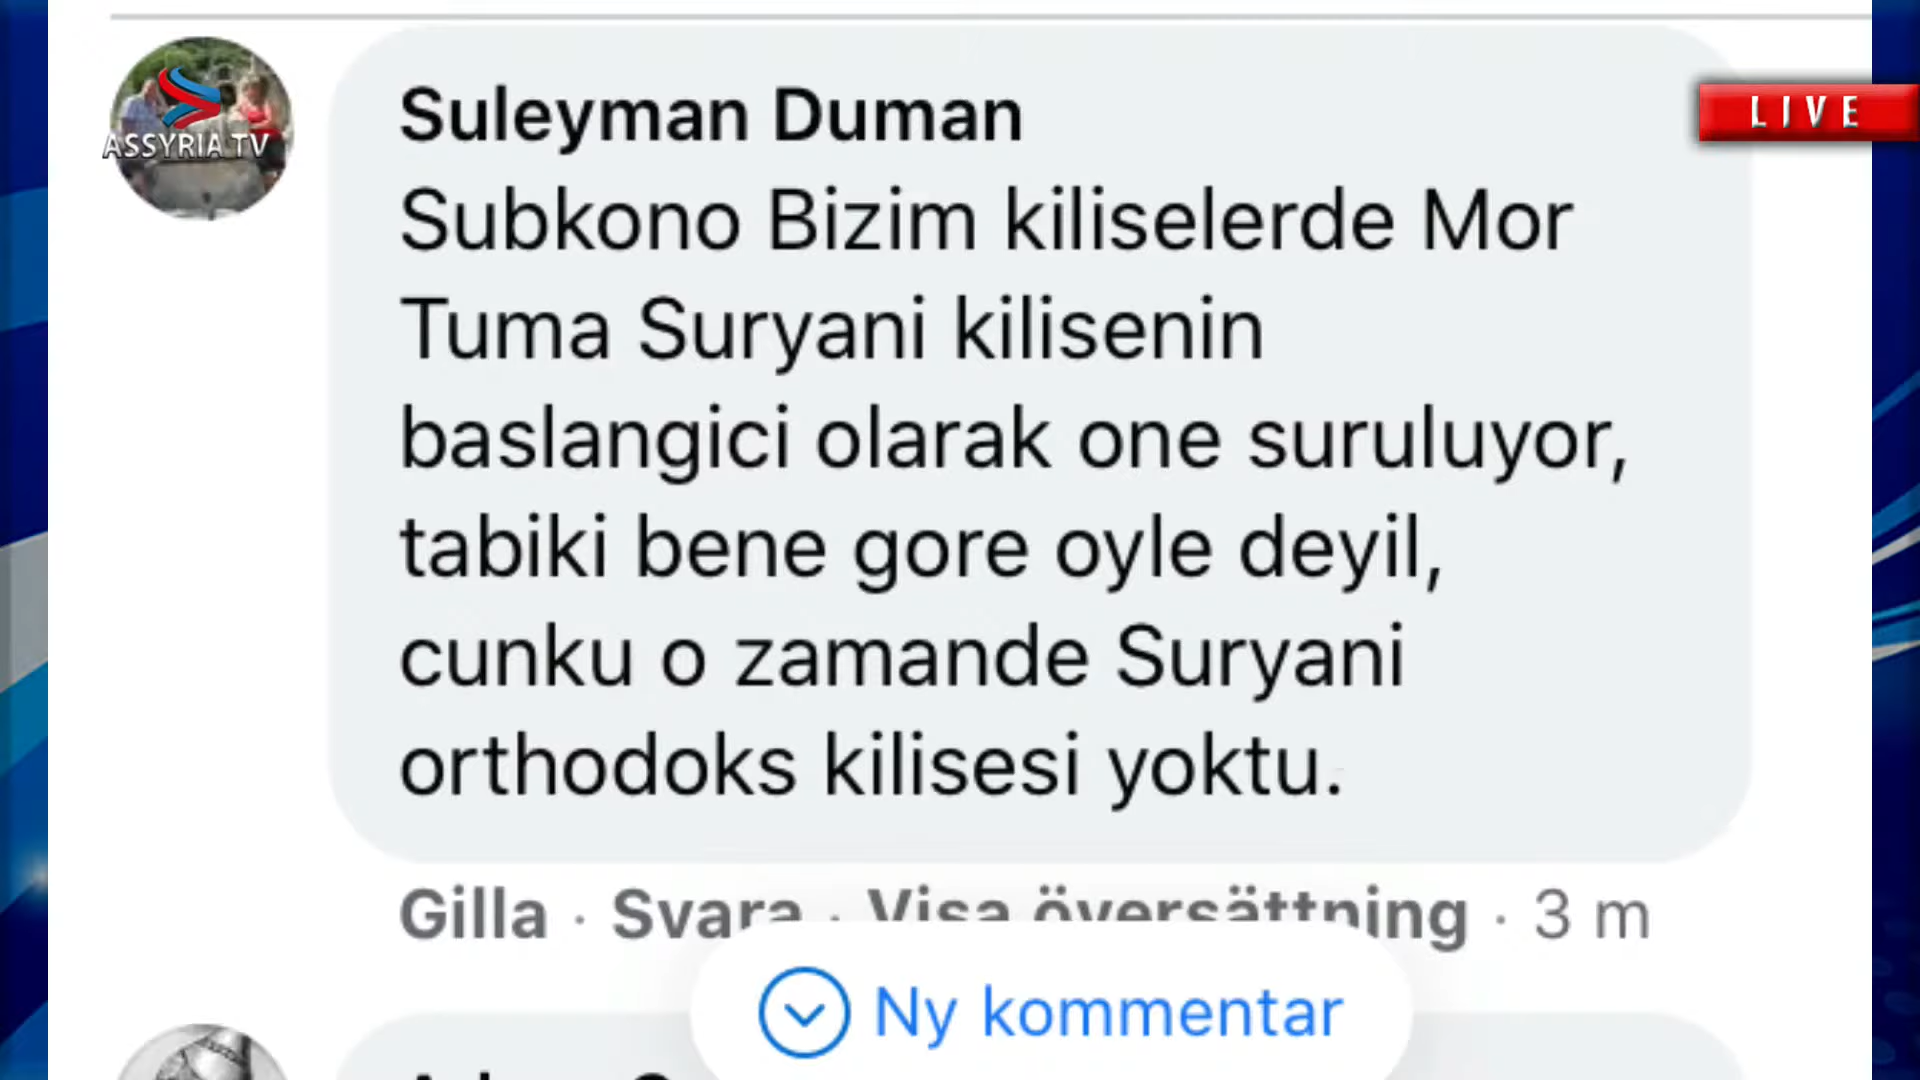 ASSYRIA TV
LIVE
Suleyman Duman
Subkono Bizim kiliselerde Mor
Tuma Suryani kilisenin
baslangici olarak one suruluyor,
tabiki bene gore oyle deyil,
cunku o zamande Suryani
orthodoks kilisesi yoktu.
Gilla · Svara · Visa översättning · 3 m
Ny kommentar